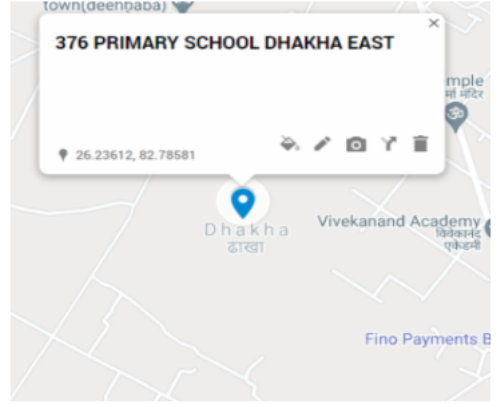 town(deenbaba)
376 PRIMARY SCHOOL DHAKHA EAST
26.23612, 82.78581
Dhakha
ढाखा
Vivekanand Academy
विवेकानंद
एकेडमी
Fino Payments B